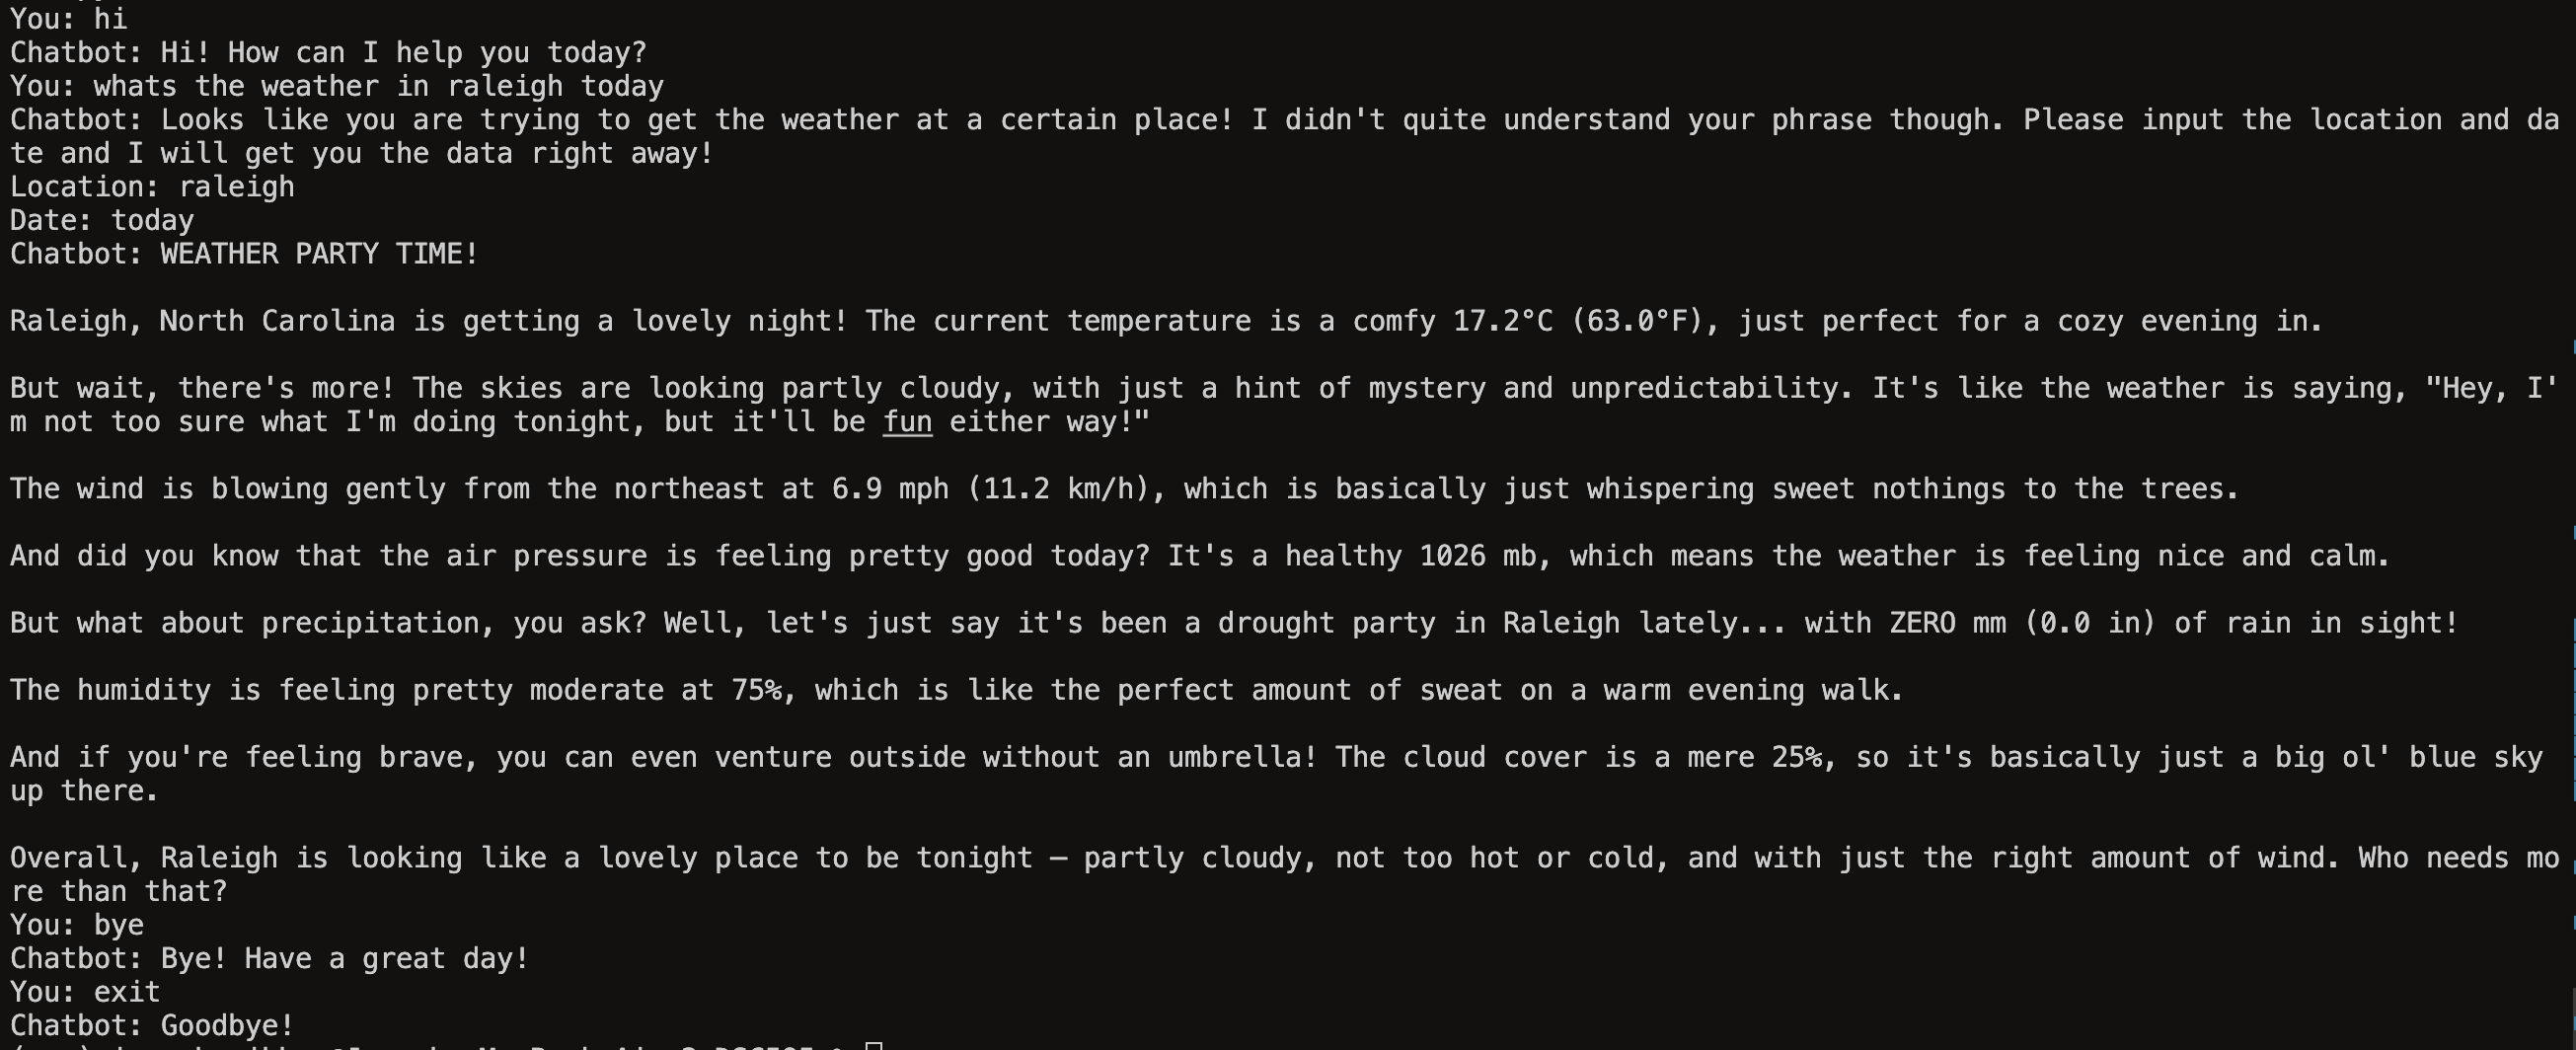 You: hi
Chatbot: Hi! How can I help you today?
You: whats the weather in raleigh today
Chatbot: Looks like you are trying to get the weather at a certain place! I didn't quite understand your phrase though. Please input the location and da
te and I will get you the data right away!
Location: raleigh
Date: today
Chatbot: WEATHER PARTY TIME!
Raleigh, North Carolina is getting a lovely night! The current temperature is a comfy 17.2°C (63.0°F), just perfect for a cozy evening in.
But wait, there's more! The skies are looking partly cloudy, with just a hint of mystery and unpredictability. It's like the weather is saying, "Hey, I'
m not too sure what I'm doing tonight, but it'll be fun either way!"
The wind is blowing gently from the northeast at 6.9 mph (11.2 km/h), which is basically just whispering sweet nothings to the trees.
And did you know that the air pressure is feeling pretty good today? It's a healthy 1026 mb, which means the weather is feeling nice and calm.
But what about precipitation, you ask? Well, let's just say it's been a drought party in Raleigh lately... with ZERO mm (0.0 in) of rain in sight!
The humidity is feeling pretty moderate at 75%, which is like the perfect amount of sweat on a warm evening walk.
And if you're feeling brave, you can even venture outside without an umbrella! The cloud cover is a mere 25%, so it's basically just a big ol' blue sky
up there.
Overall, Raleigh is looking like a lovely place to be tonight – partly cloudy, not too hot or cold, and with just the right amount of wind. Who needs mo
re than that?
You: bye
Chatbot: Bye! Have a great day!
You: exit
Chatbot: Goodbye!